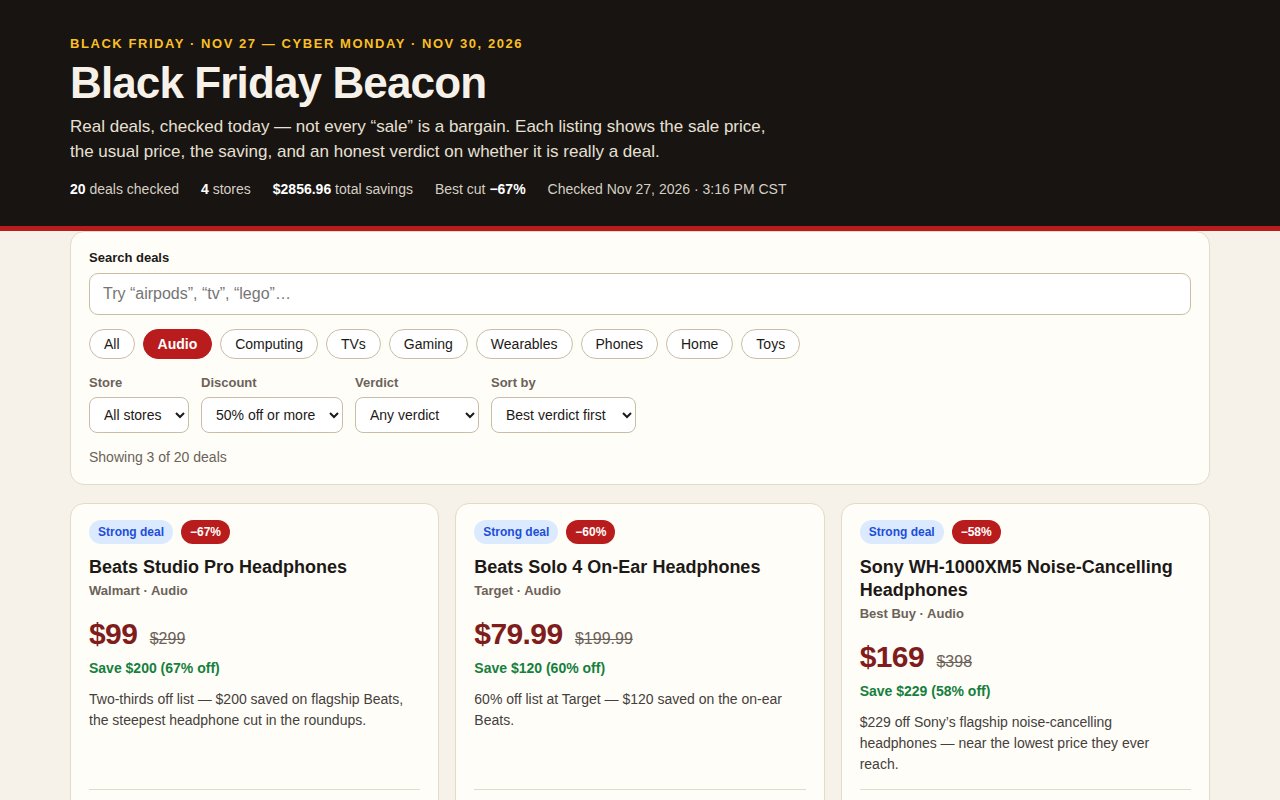 BLACK FRIDAY · NOV 27 — CYBER MONDAY · NOV 30, 2026
Black Friday Beacon
Real deals, checked today — not every “sale” is a bargain. Each listing shows the sale price,
the usual price, the saving, and an honest verdict on whether it is really a deal.
20 deals checked 4 stores $2856.96 total savings Best cut −67% Checked Nov 27, 2026 · 3:16 PM CST
Search deals
Try “airpods”, “tv”, “lego”…
All Audio Computing TVs Gaming Wearables Phones Home Toys
Store Discount Verdict Sort by
All stores 50% off or more Any verdict Best verdict first
Showing 3 of 20 deals
Strong deal −67%
Beats Studio Pro Headphones
Walmart · Audio
$99 $299
Save $200 (67% off)
Two-thirds off list — $200 saved on flagship Beats,
the steepest headphone cut in the roundups.
Strong deal −60%
Beats Solo 4 On-Ear Headphones
Target · Audio
$79.99 $199.99
Save $120 (60% off)
60% off list at Target — $120 saved on the on-ear
Beats.
Strong deal −58%
Sony WH-1000XM5 Noise-Cancelling
Headphones
Best Buy · Audio
$169 $398
Save $229 (58% off)
$229 off Sony’s flagship noise-cancelling
headphones — near the lowest price they ever
reach.